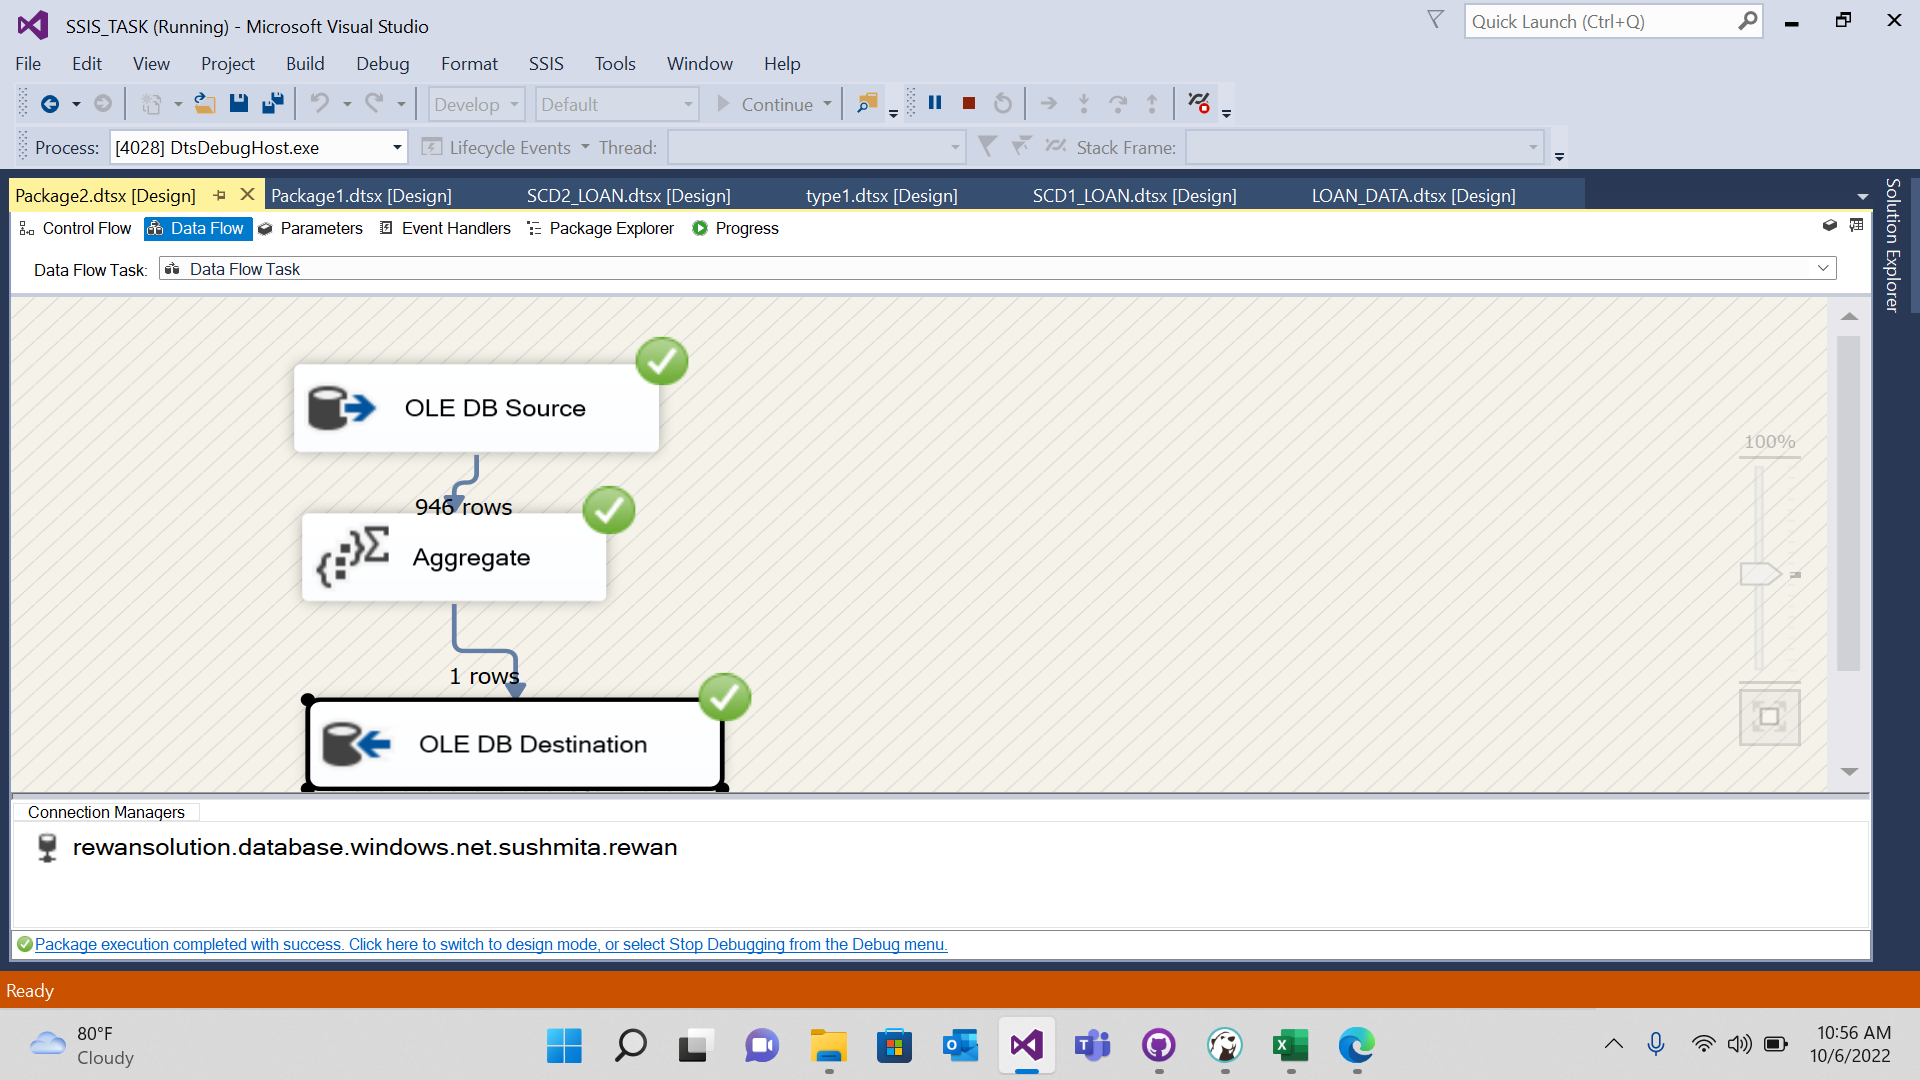 SSIS_TASK (Running) - Microsoft Visual Studio
Quick Launch (Ctrl+Q)
File Edit View Project Build Debug Format SSIS Tools Window Help
Develop Default Continue
Process: [4028] DtsDebugHost.exe Lifecycle Events Thread: Stack Frame:
Package2.dtsx [Design] Package1.dtsx [Design] SCD2_LOAN.dtsx [Design] type1.dtsx [Design] SCD1_LOAN.dtsx [Design] LOAN_DATA.dtsx [Design]
Solution Explorer
Control Flow Data Flow Parameters Event Handlers Package Explorer Progress
Data Flow Task: Data Flow Task
OLE DB Source
100%
946 rows
Aggregate
1 rows
OLE DB Destination
Connection Managers
rewansolution.database.windows.net.sushmita.rewan
Package execution completed with success. Click here to switch to design mode, or select Stop Debugging from the Debug menu.
Ready
80°F
Cloudy
10:56 AM
10/6/2022